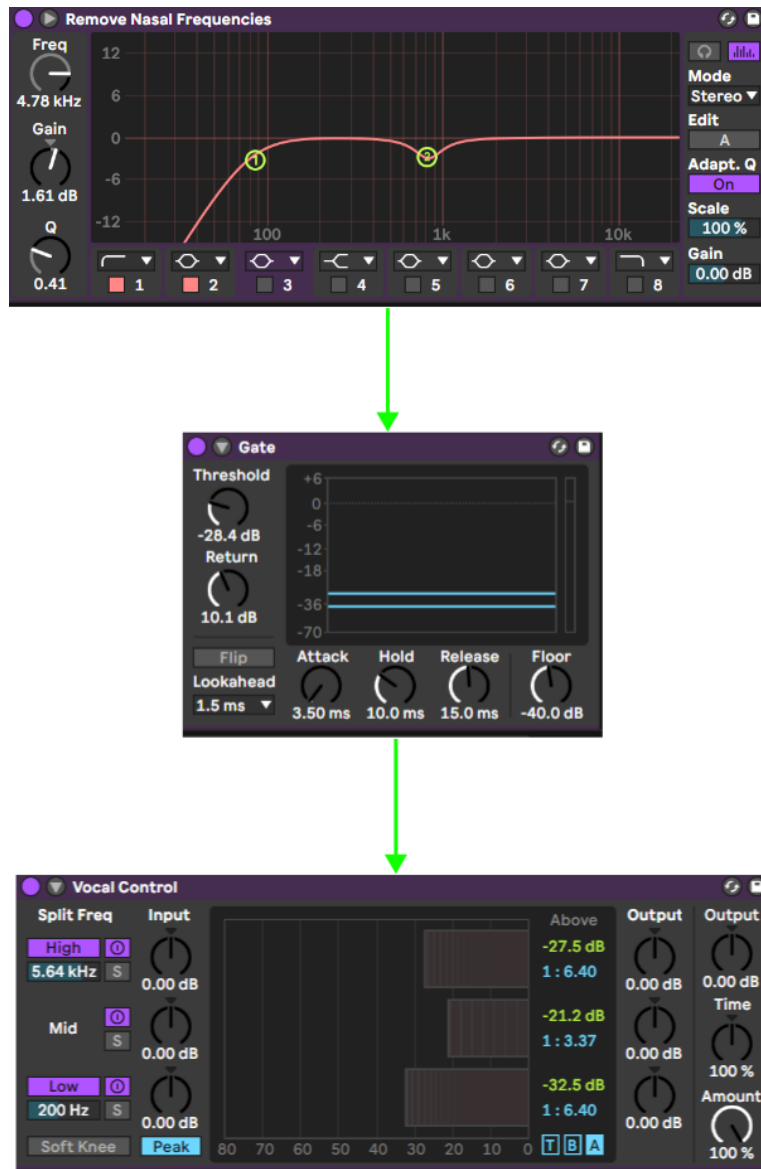 Remove Nasal Frequencies
Freq
4.78 kHz
Gain
1.61 dB
Q
0.41
12
6
0
-6
-12
100
1k
10k
1
2
1
2
3
4
5
6
7
8
Mode
Stereo
Edit
A
Adapt. Q
On
Scale
100 %
Gain
0.00 dB
Gate
Threshold
-28.4 dB
Return
10.1 dB
Flip
Lookahead
1.5 ms
+6
0
-6
-12
-18
-36
-70
Attack Hold Release Floor
3.50 ms 10.0 ms 15.0 ms -40.0 dB
Vocal Control
Split Freq Input
High
5.64 kHz S
0.00 dB
Mid
S
0.00 dB
Low
200 Hz S
0.00 dB
Soft Knee Peak
80 70 60 50 40 30 20 10 0
Above
-27.5 dB
1 : 6.40
-21.2 dB
1 : 3.37
-32.5 dB
1 : 6.40
T B A
Output
0.00 dB
0.00 dB
0.00 dB
Output
0.00 dB
Time
100 %
Amount
100 %